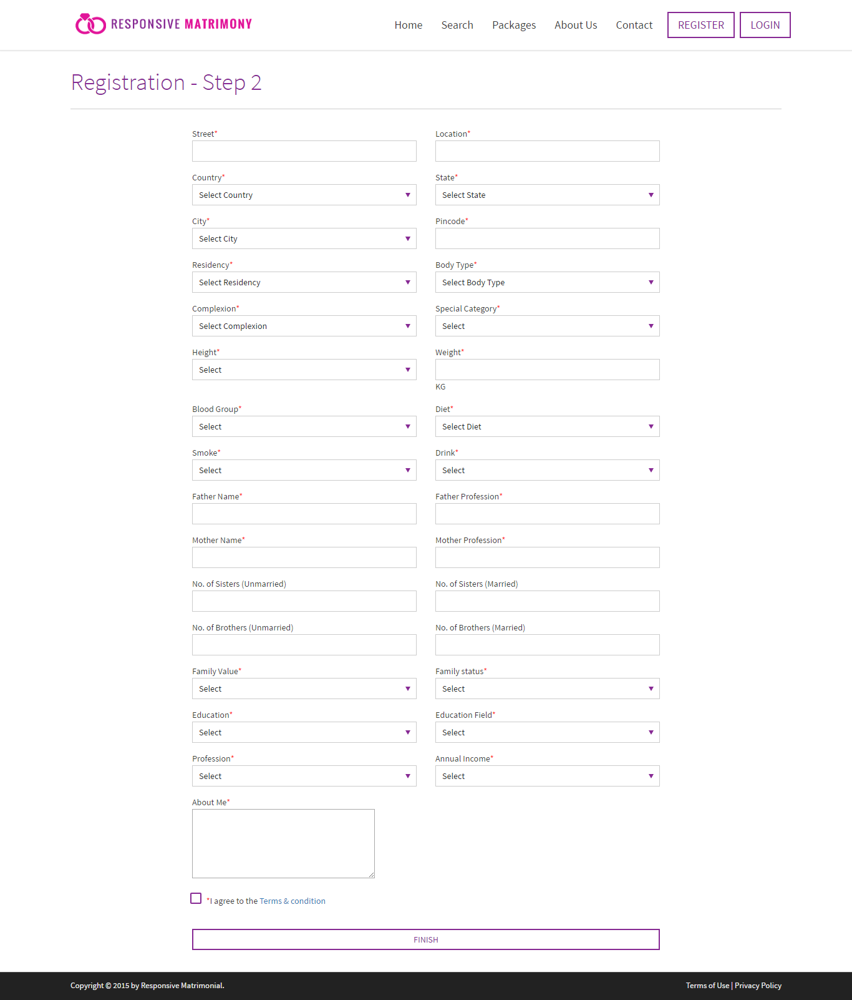 RESPONSIVE MATRIMONY
Home Search Packages About Us Contact REGISTER LOGIN
Registration - Step 2
Street* Location*
Country* State*
Select Country Select State
City* Pincode*
Select City
Residency* Body Type*
Select Residency Select Body Type
Complexion* Special Category*
Select Complexion Select
Height* Weight*
Select
KG
Blood Group* Diet*
Select Select Diet
Smoke* Drink*
Select Select
Father Name* Father Profession*
Mother Name* Mother Profession*
No. of Sisters (Unmarried) No. of Sisters (Married)
No. of Brothers (Unmarried) No. of Brothers (Married)
Family Value* Family status*
Select Select
Education* Education Field*
Select Select
Profession* Annual Income*
Select Select
About Me*
*I agree to the Terms & condition
FINISH
Copyright © 2015 by Responsive Matrimonial. Terms of Use | Privacy Policy